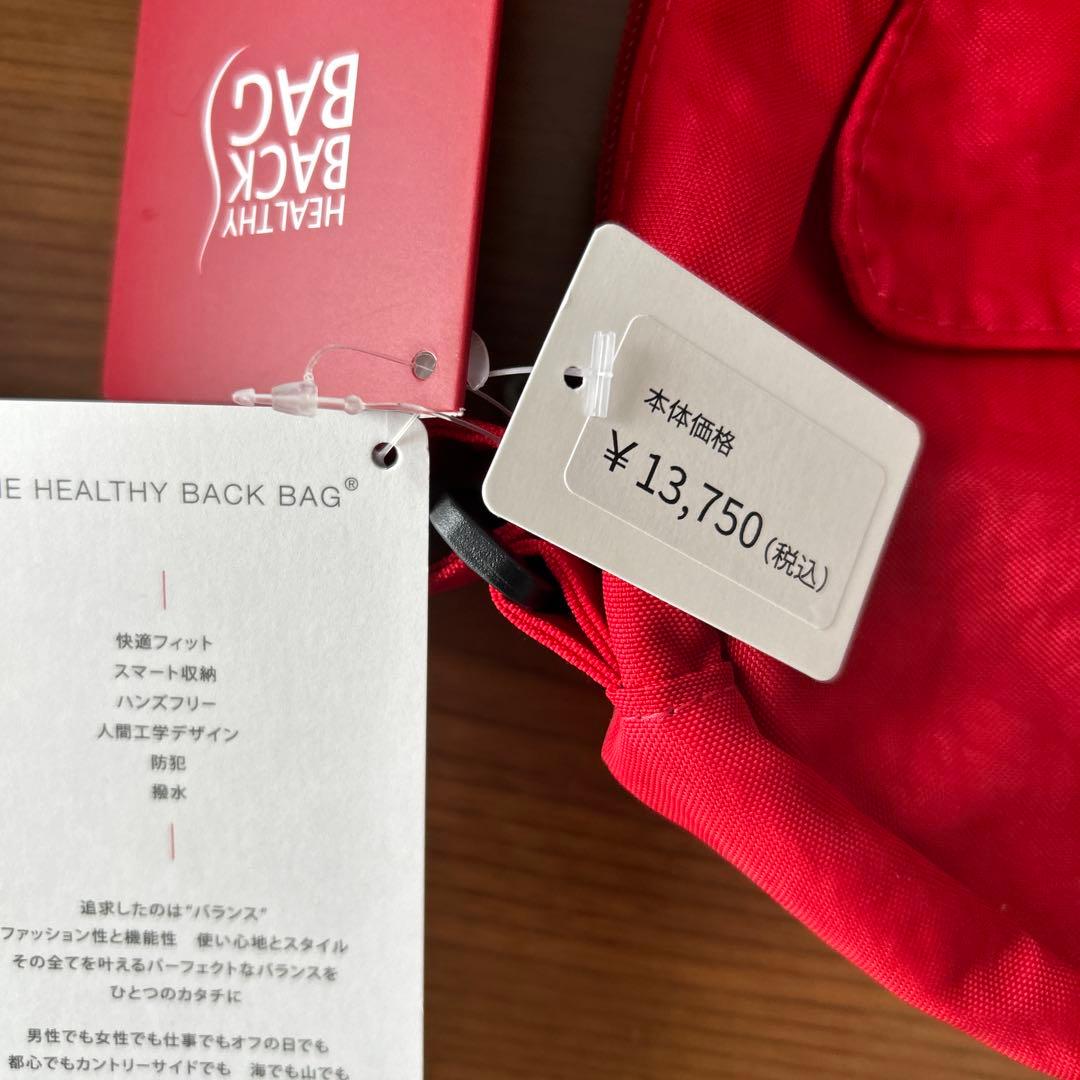 HEALTHY
BACK
BAG
本体価格
¥13,750(税込)
HE HEALTHY BACK BAG®
快適フィット
スマート収納
ハンズフリー
人間工学デザイン
防犯
撥水
追求したのは“バランス”
ファッション性と機能性 使い心地とスタイル
その全てを叶えるパーフェクトなバランスを
ひとつのカタチに
男性でも女性でも仕事でもオフの日でも
都心でもカントリーサイドでも 海でも山でも